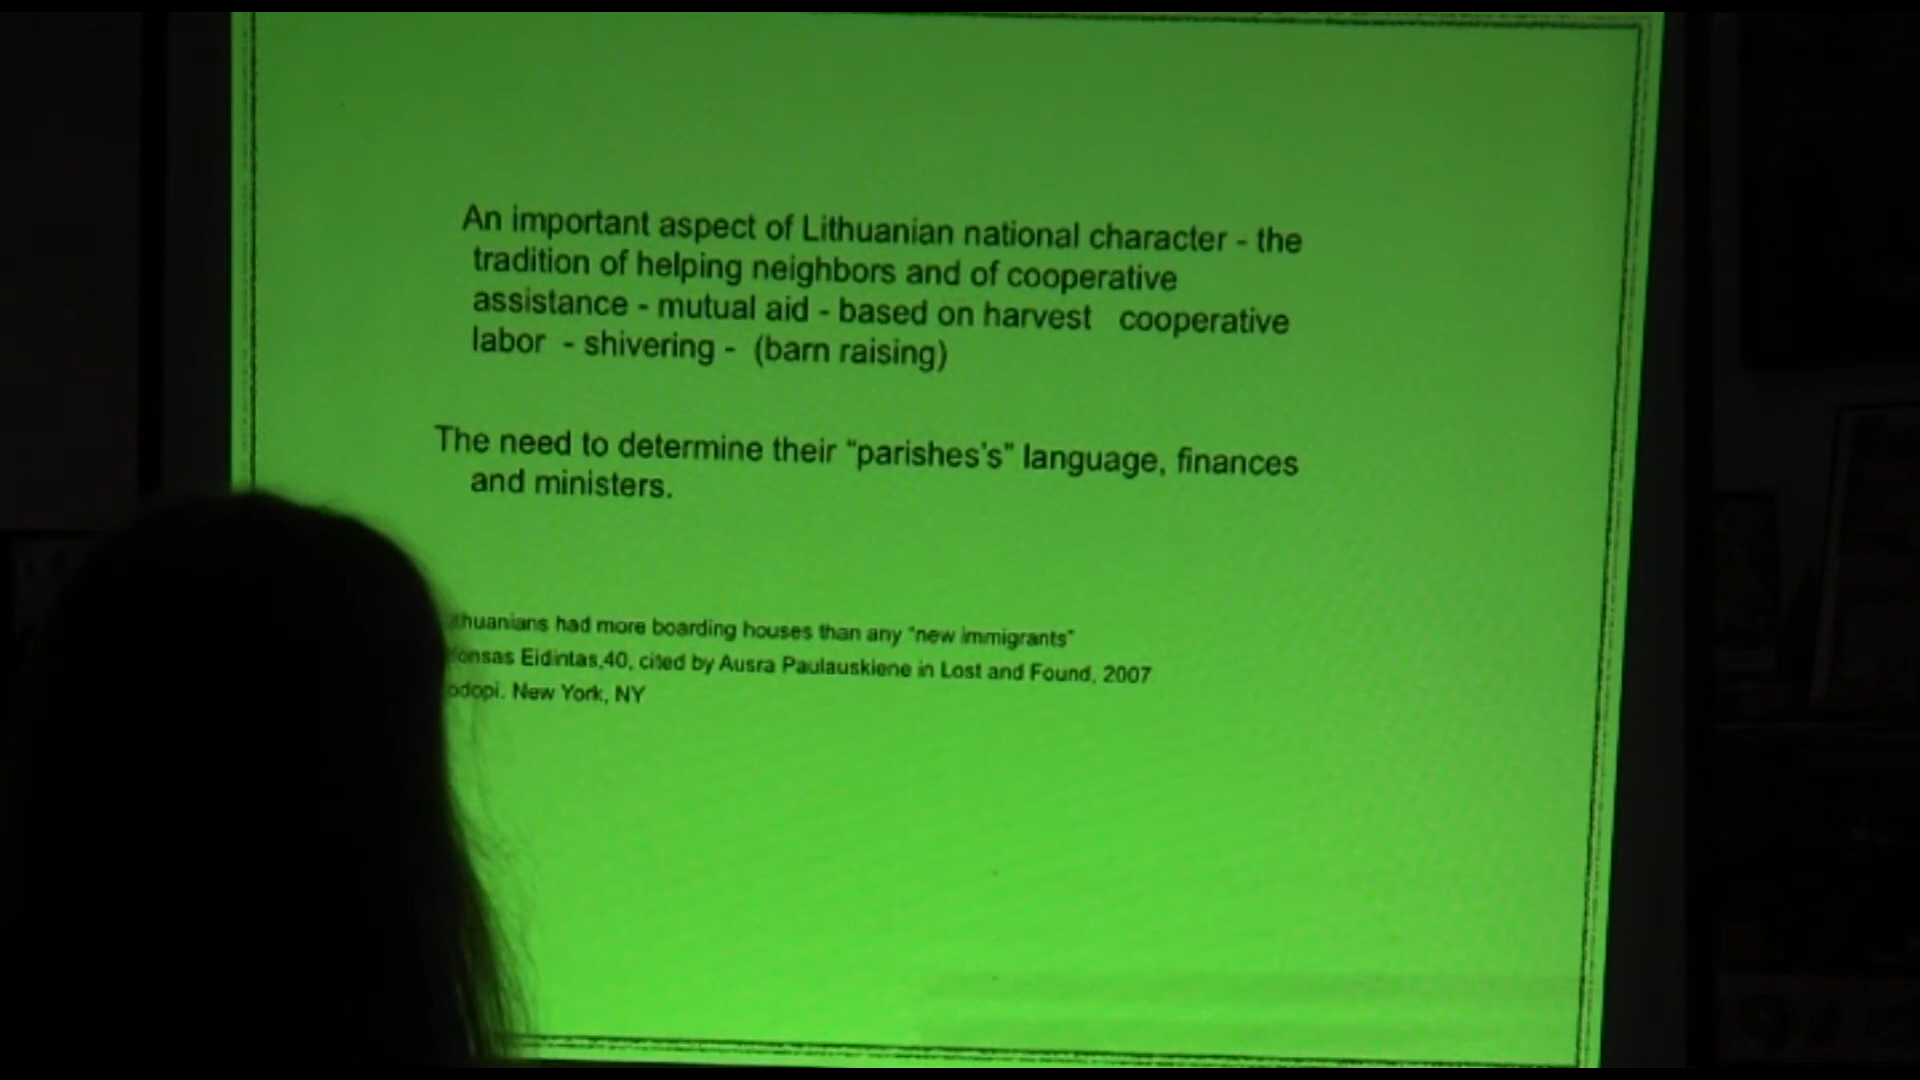 An important aspect of Lithuanian national character - the
tradition of helping neighbors and of cooperative
assistance - mutual aid - based on harvest cooperative
labor - shivering - (barn raising)
The need to determine their “parishes's” language, finances
and ministers.
had more boarding houses than any "new immigrants"
Eidintas,40, cited by Ausra Paulauskiene in Lost and Found, 2007
New York, NY